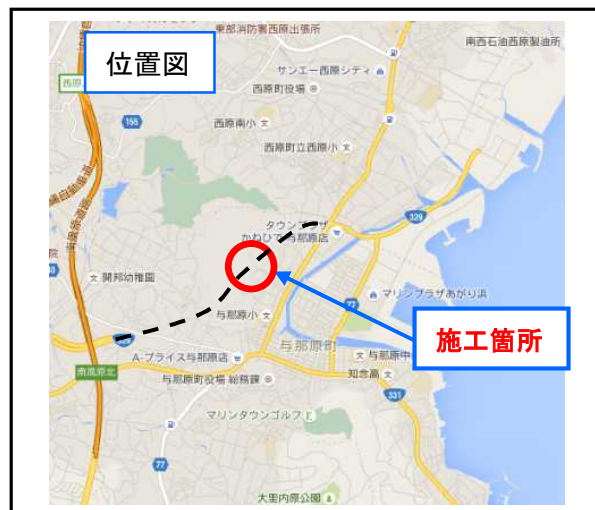 東部消防署西原出張所
位置図
南西石油西原製油所
サンエー西原シティ
西原町役場
155
西原南小
西原町立西原小
タウンプラザ
かねひで 与那原店
329
開邦幼稚園
77
マリンプラザあがり浜
与那原小
施工箇所
与那原町
A-プライス与那原店
与那原中
南風原北
与那原町役場 総務課
知念高
331
マリンタウンゴルフ
77
大里内原公園